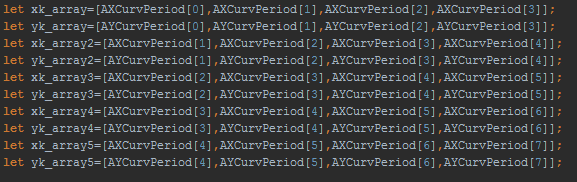 let xk_array=[AXCurvPeriod[0],AXCurvPeriod[1],AXCurvPeriod[2],AXCurvPeriod[3]];
let yk_array=[AYCurvPeriod[0],AYCurvPeriod[1],AYCurvPeriod[2],AYCurvPeriod[3]];
let xk_array2=[AXCurvPeriod[1],AXCurvPeriod[2],AXCurvPeriod[3],AXCurvPeriod[4]];
let yk_array2=[AYCurvPeriod[1],AYCurvPeriod[2],AYCurvPeriod[3],AYCurvPeriod[4]];
let xk_array3=[AXCurvPeriod[2],AXCurvPeriod[3],AXCurvPeriod[4],AXCurvPeriod[5]];
let yk_array3=[AYCurvPeriod[2],AYCurvPeriod[3],AYCurvPeriod[4],AYCurvPeriod[5]];
let xk_array4=[AXCurvPeriod[3],AXCurvPeriod[4],AXCurvPeriod[5],AXCurvPeriod[6]];
let yk_array4=[AYCurvPeriod[3],AYCurvPeriod[4],AYCurvPeriod[5],AYCurvPeriod[6]];
let xk_array5=[AXCurvPeriod[4],AXCurvPeriod[5],AXCurvPeriod[6],AXCurvPeriod[7]];
let yk_array5=[AYCurvPeriod[4],AYCurvPeriod[5],AYCurvPeriod[6],AYCurvPeriod[7]];